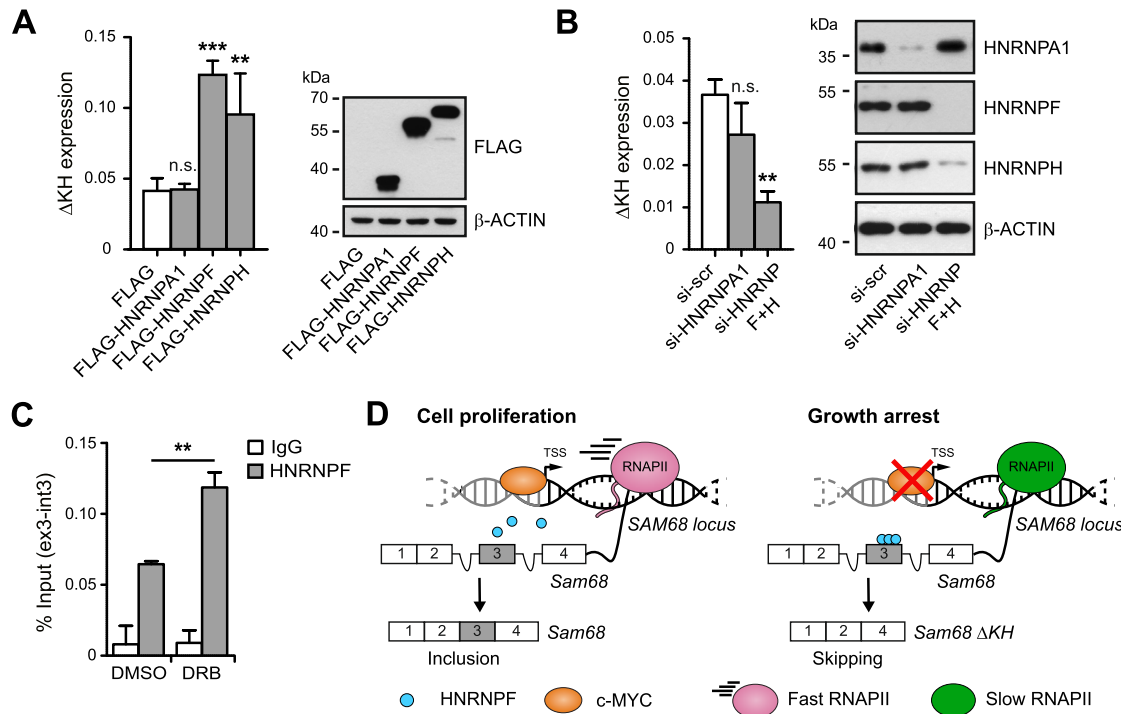 A
ΔKH expression
0.15
0.10
0.05
0
n.s.
***
**
FLAG
FLAG-HNRNPA1
FLAG-HNRNPF
FLAG-HNRNPH
kDa
70
55
40
40
FLAG
β-ACTIN
FLAG
FLAG-HNRNPA1
FLAG-HNRNPF
FLAG-HNRNPH
B
ΔKH expression
0.05
0.04
0.03
0.02
0.01
0
n.s.
**
si-scr
si-HNRNPA1
si-HNRNP
F+H
kDa
35
55
55
40
HNRNPA1
HNRNPF
HNRNPH
β-ACTIN
si-scr
si-HNRNPA1
si-HNRNP
F+H
C
% Input (ex3-int3)
0.15
0.10
0.05
0
**
IgG
HNRNPF
DMSO
DRB
D
Cell proliferation
TSS
RNAPII
SAM68 locus
1 2 3 4
Sam68
1 2 3 4
Sam68
Inclusion
Growth arrest
TSS
RNAPII
SAM68 locus
1 2 3 4
Sam68
1 2 4
Sam68 ΔKH
Skipping
HNRNPF
c-MYC
Fast RNAPII
Slow RNAPII